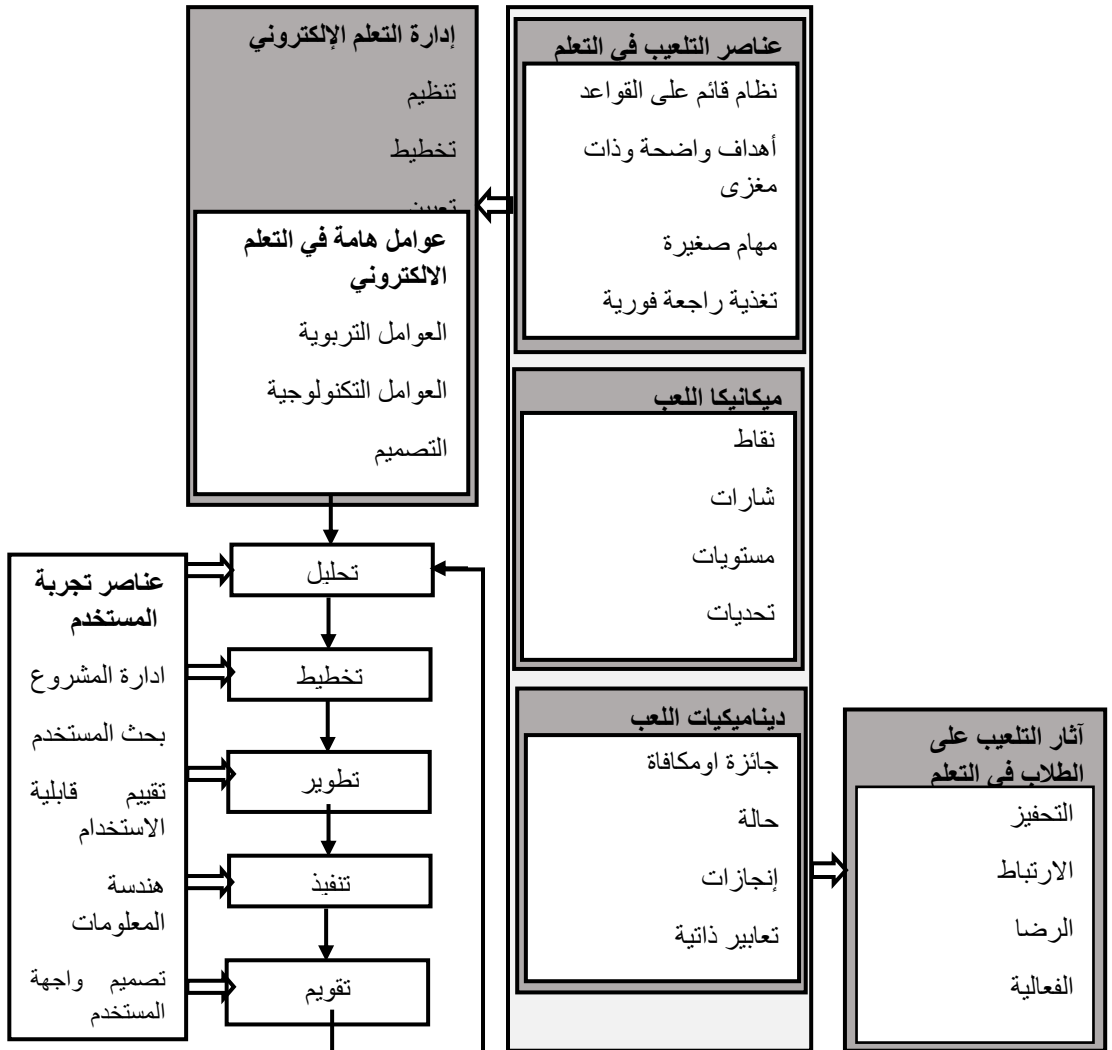 إدارة التعلم الإلكتروني
تنظيم
تخطيط
عوامل هامة في التعلم
الالكتروني
العوامل التربوية
العوامل التكنولوجية
التصميم
عناصر التلعيب في التعلم
نظام قائم على القواعد
أهداف واضحة وذات
مغزى
مهام صغيرة
تغذية راجعة فورية
ميكانيكا اللعب
نقاط
شارات
مستويات
تحديات
ديناميكيات اللعب
جائزة اومكافاة
حالة
إنجازات
تعابير ذاتية
آثار التلعيب على
الطلاب في التعلم
التحفيز
الارتباط
الرضا
الفعالية
تحليل
تخطيط
تطوير
تنفيذ
تقويم
عناصر تجربة
المستخدم
ادارة المشروع
بحث المستخدم
تقييم قابلية
الاستخدام
هندسة
المعلومات
تصميم واجهة
المستخدم